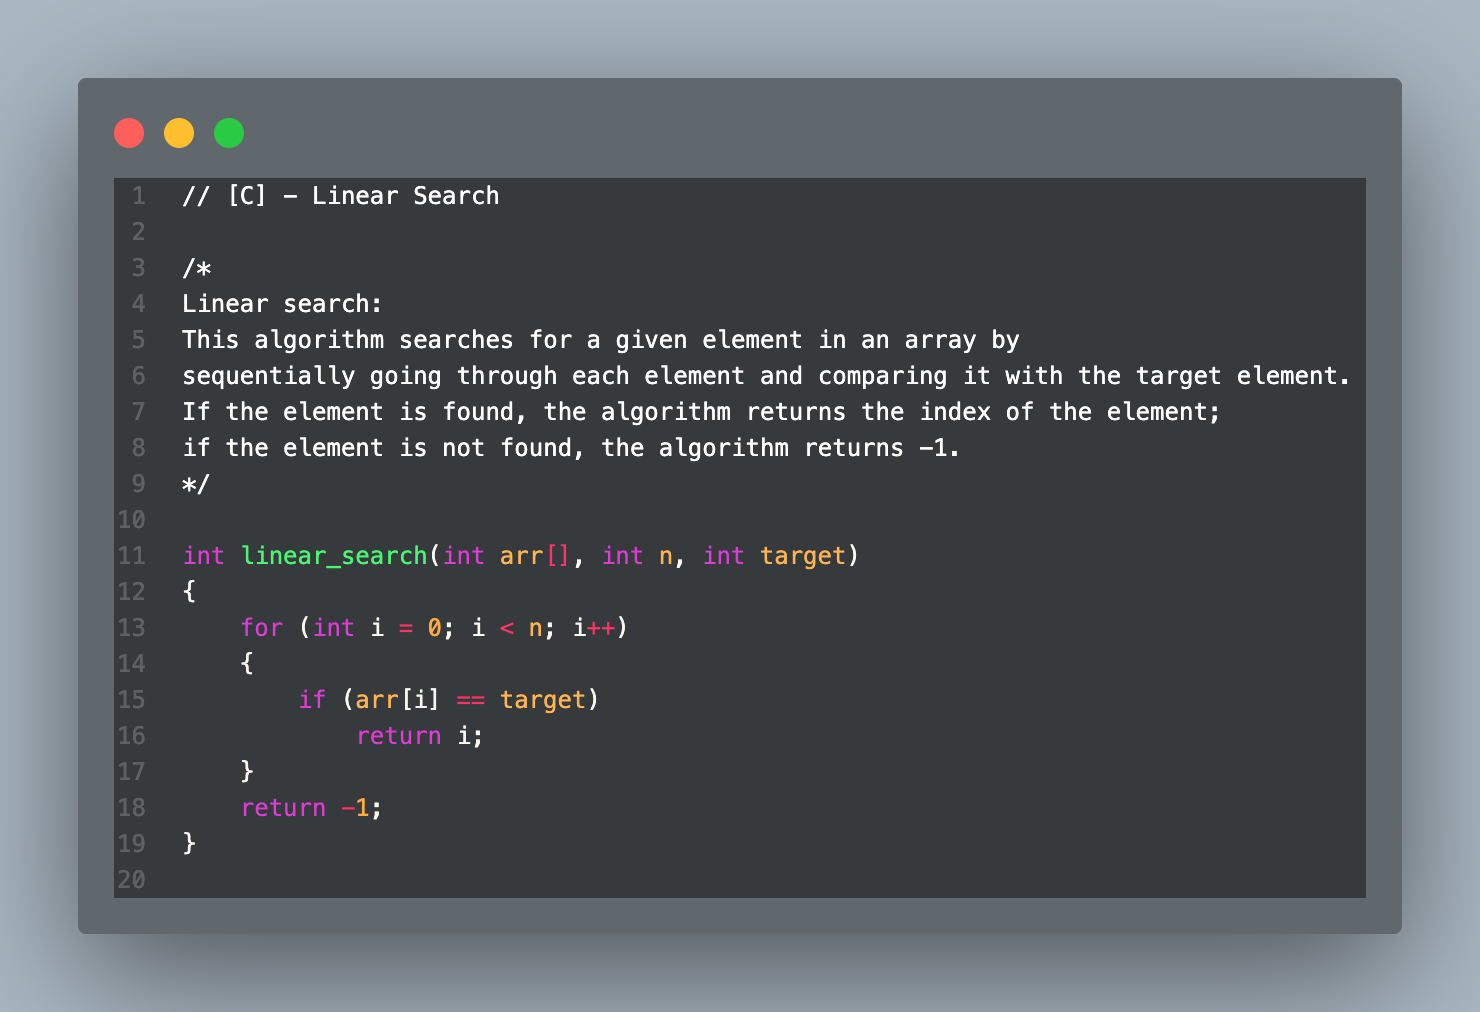 1 // [C] - Linear Search
2
3 /*
4 Linear search:
5 This algorithm searches for a given element in an array by
6 sequentially going through each element and comparing it with the target element.
7 If the element is found, the algorithm returns the index of the element;
8 if the element is not found, the algorithm returns -1.
9 */
10
11 int linear_search(int arr[], int n, int target)
12 {
13     for (int i = 0; i < n; i++)
14     {
15         if (arr[i] == target)
16             return i;
17     }
18     return -1;
19 }
20